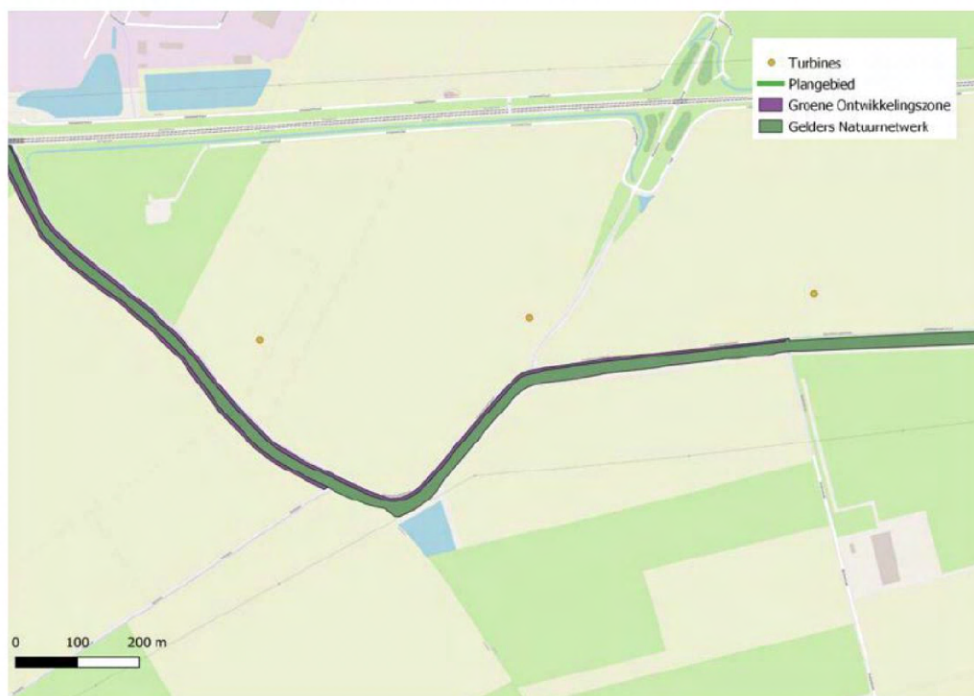 Turbines
Plangebied
Groene Ontwikkelingszone
Gelders Natuurnetwerk
0 100 200 m